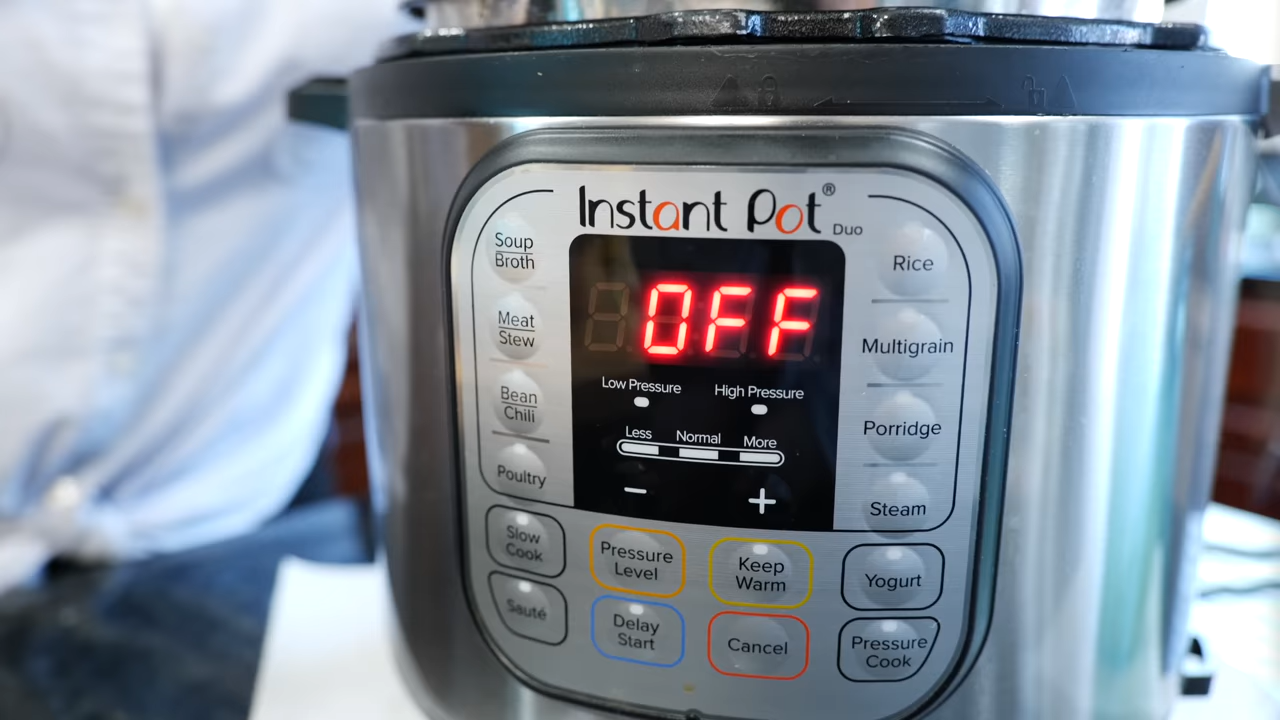 Instant Pot® Duo
Soup
Broth
Meat
Stew
Bean
Chili
Poultry
OFF
Low Pressure High Pressure
Less Normal More
− +
Rice
Multigrain
Porridge
Steam
Slow
Cook
Sauté
Pressure
Level
Delay
Start
Keep
Warm
Cancel
Yogurt
Pressure
Cook